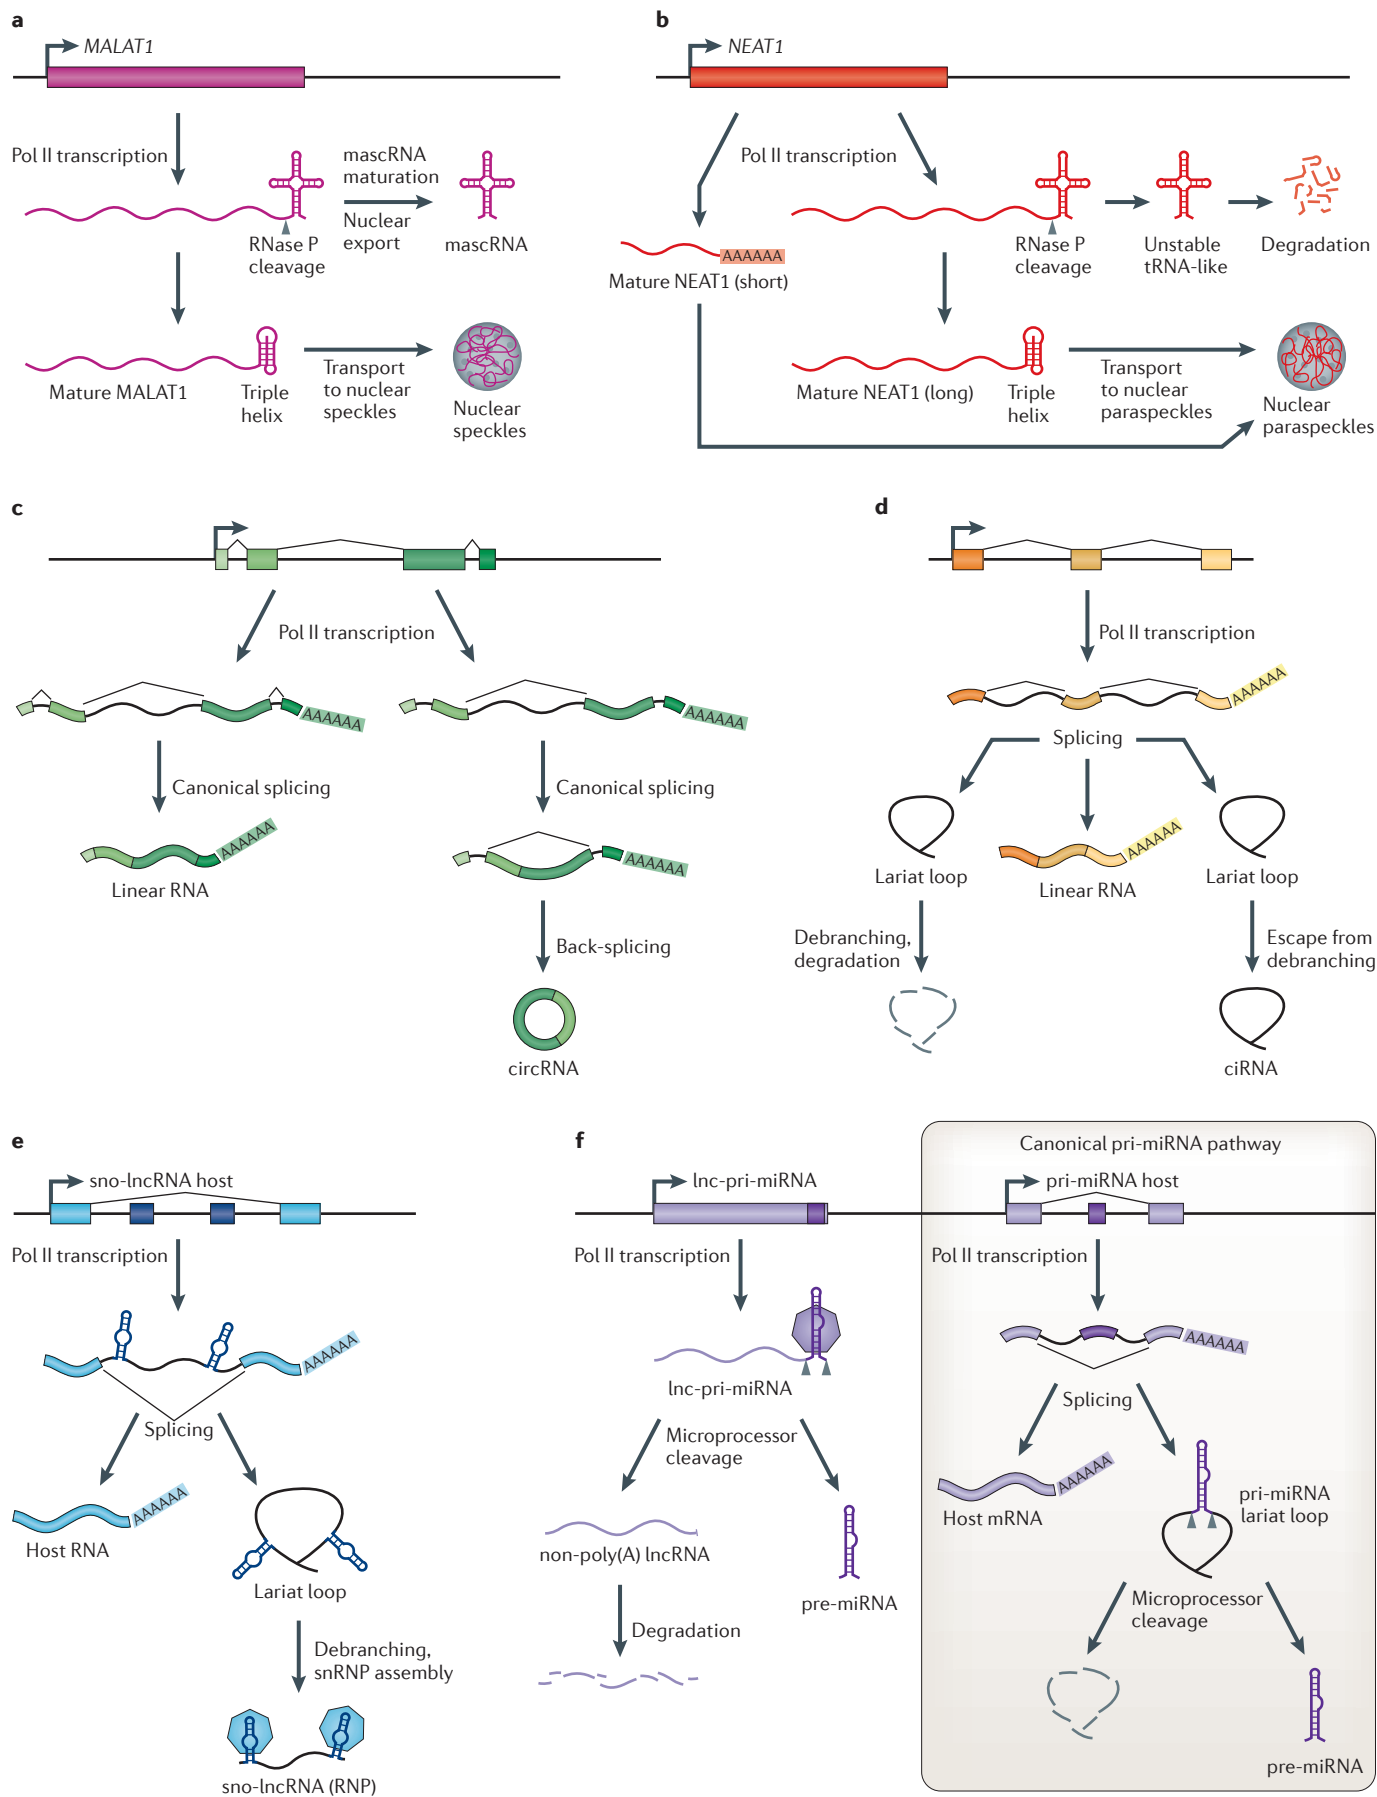 a
MALAT1
Pol II transcription
mascRNA
maturation
Nuclear
export
RNase P
cleavage
mascRNA
Mature MALAT1
Triple
helix
Transport
to nuclear
speckles
Nuclear
speckles
b
NEAT1
Pol II transcription
AAAAAA
Mature NEAT1 (short)
RNase P
cleavage
Unstable
tRNA-like
Degradation
Mature NEAT1 (long)
Triple
helix
Transport
to nuclear
paraspeckles
Nuclear
paraspeckles
c
Pol II transcription
AAAAAA
AAAAAA
Canonical splicing
Canonical splicing
AAAAAA
Linear RNA
AAAAAA
Back-splicing
circRNA
d
Pol II transcription
AAAAAA
Splicing
AAAAAA
Lariat loop
Linear RNA
Lariat loop
Debranching,
degradation
Escape from
debranching
ciRNA
e
sno-lncRNA host
Pol II transcription
AAAAAA
Splicing
AAAAAA
Host RNA
Lariat loop
Debranching,
snRNP assembly
sno-lncRNA (RNP)
f
lnc-pri-miRNA
Pol II transcription
lnc-pri-miRNA
Microprocessor
cleavage
non-poly(A) lncRNA
pre-miRNA
Degradation
Canonical pri-miRNA pathway
pri-miRNA host
Pol II transcription
AAAAAA
Splicing
AAAAAA
Host mRNA
pri-miRNA
lariat loop
Microprocessor
cleavage
pre-miRNA